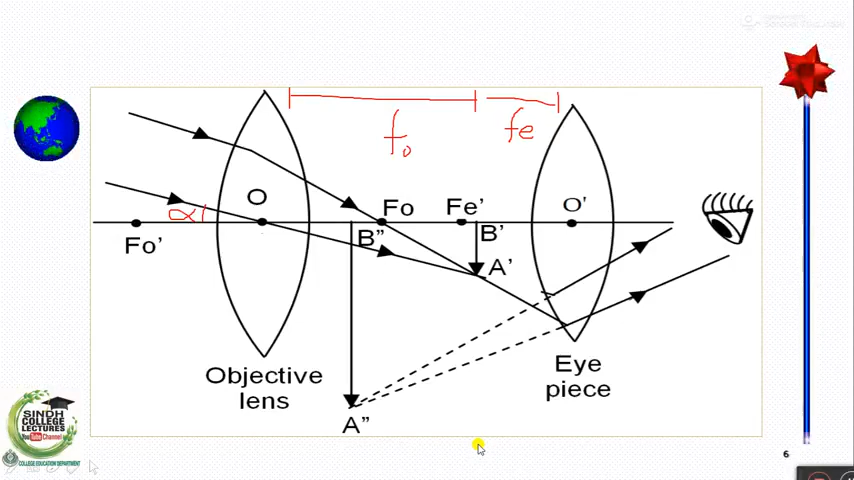 fo
fe
α
O
Fo
Fe’
O'
Fo’
B”
B’
A’
Objective
lens
Eye
piece
A”
SINDH
COLLEGE
LECTURES
YouTube Channel
COLLEGE EDUCATION DEPARTMENT
6